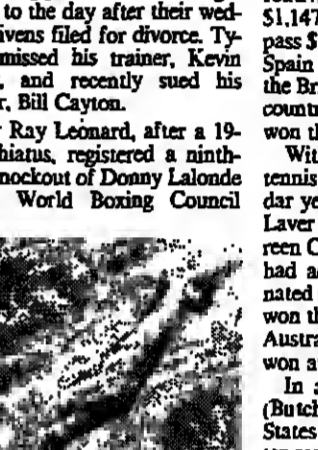 to the day after their wed-
ivens filed for divorce. Ty-
missed his trainer, Kevin
, and recently sued his
r, Bill Cayton.
Ray Leonard, after a 19-
hiatus, registered a ninth-
nockout of Donny Lalonde
World Boxing Council
$1,147
pass $
Spain
the Br
countr
won th
Wit
tennis
dar ye
Laver
reen C
had a
nated
won th
Austra
won a
In a
(Butch
States